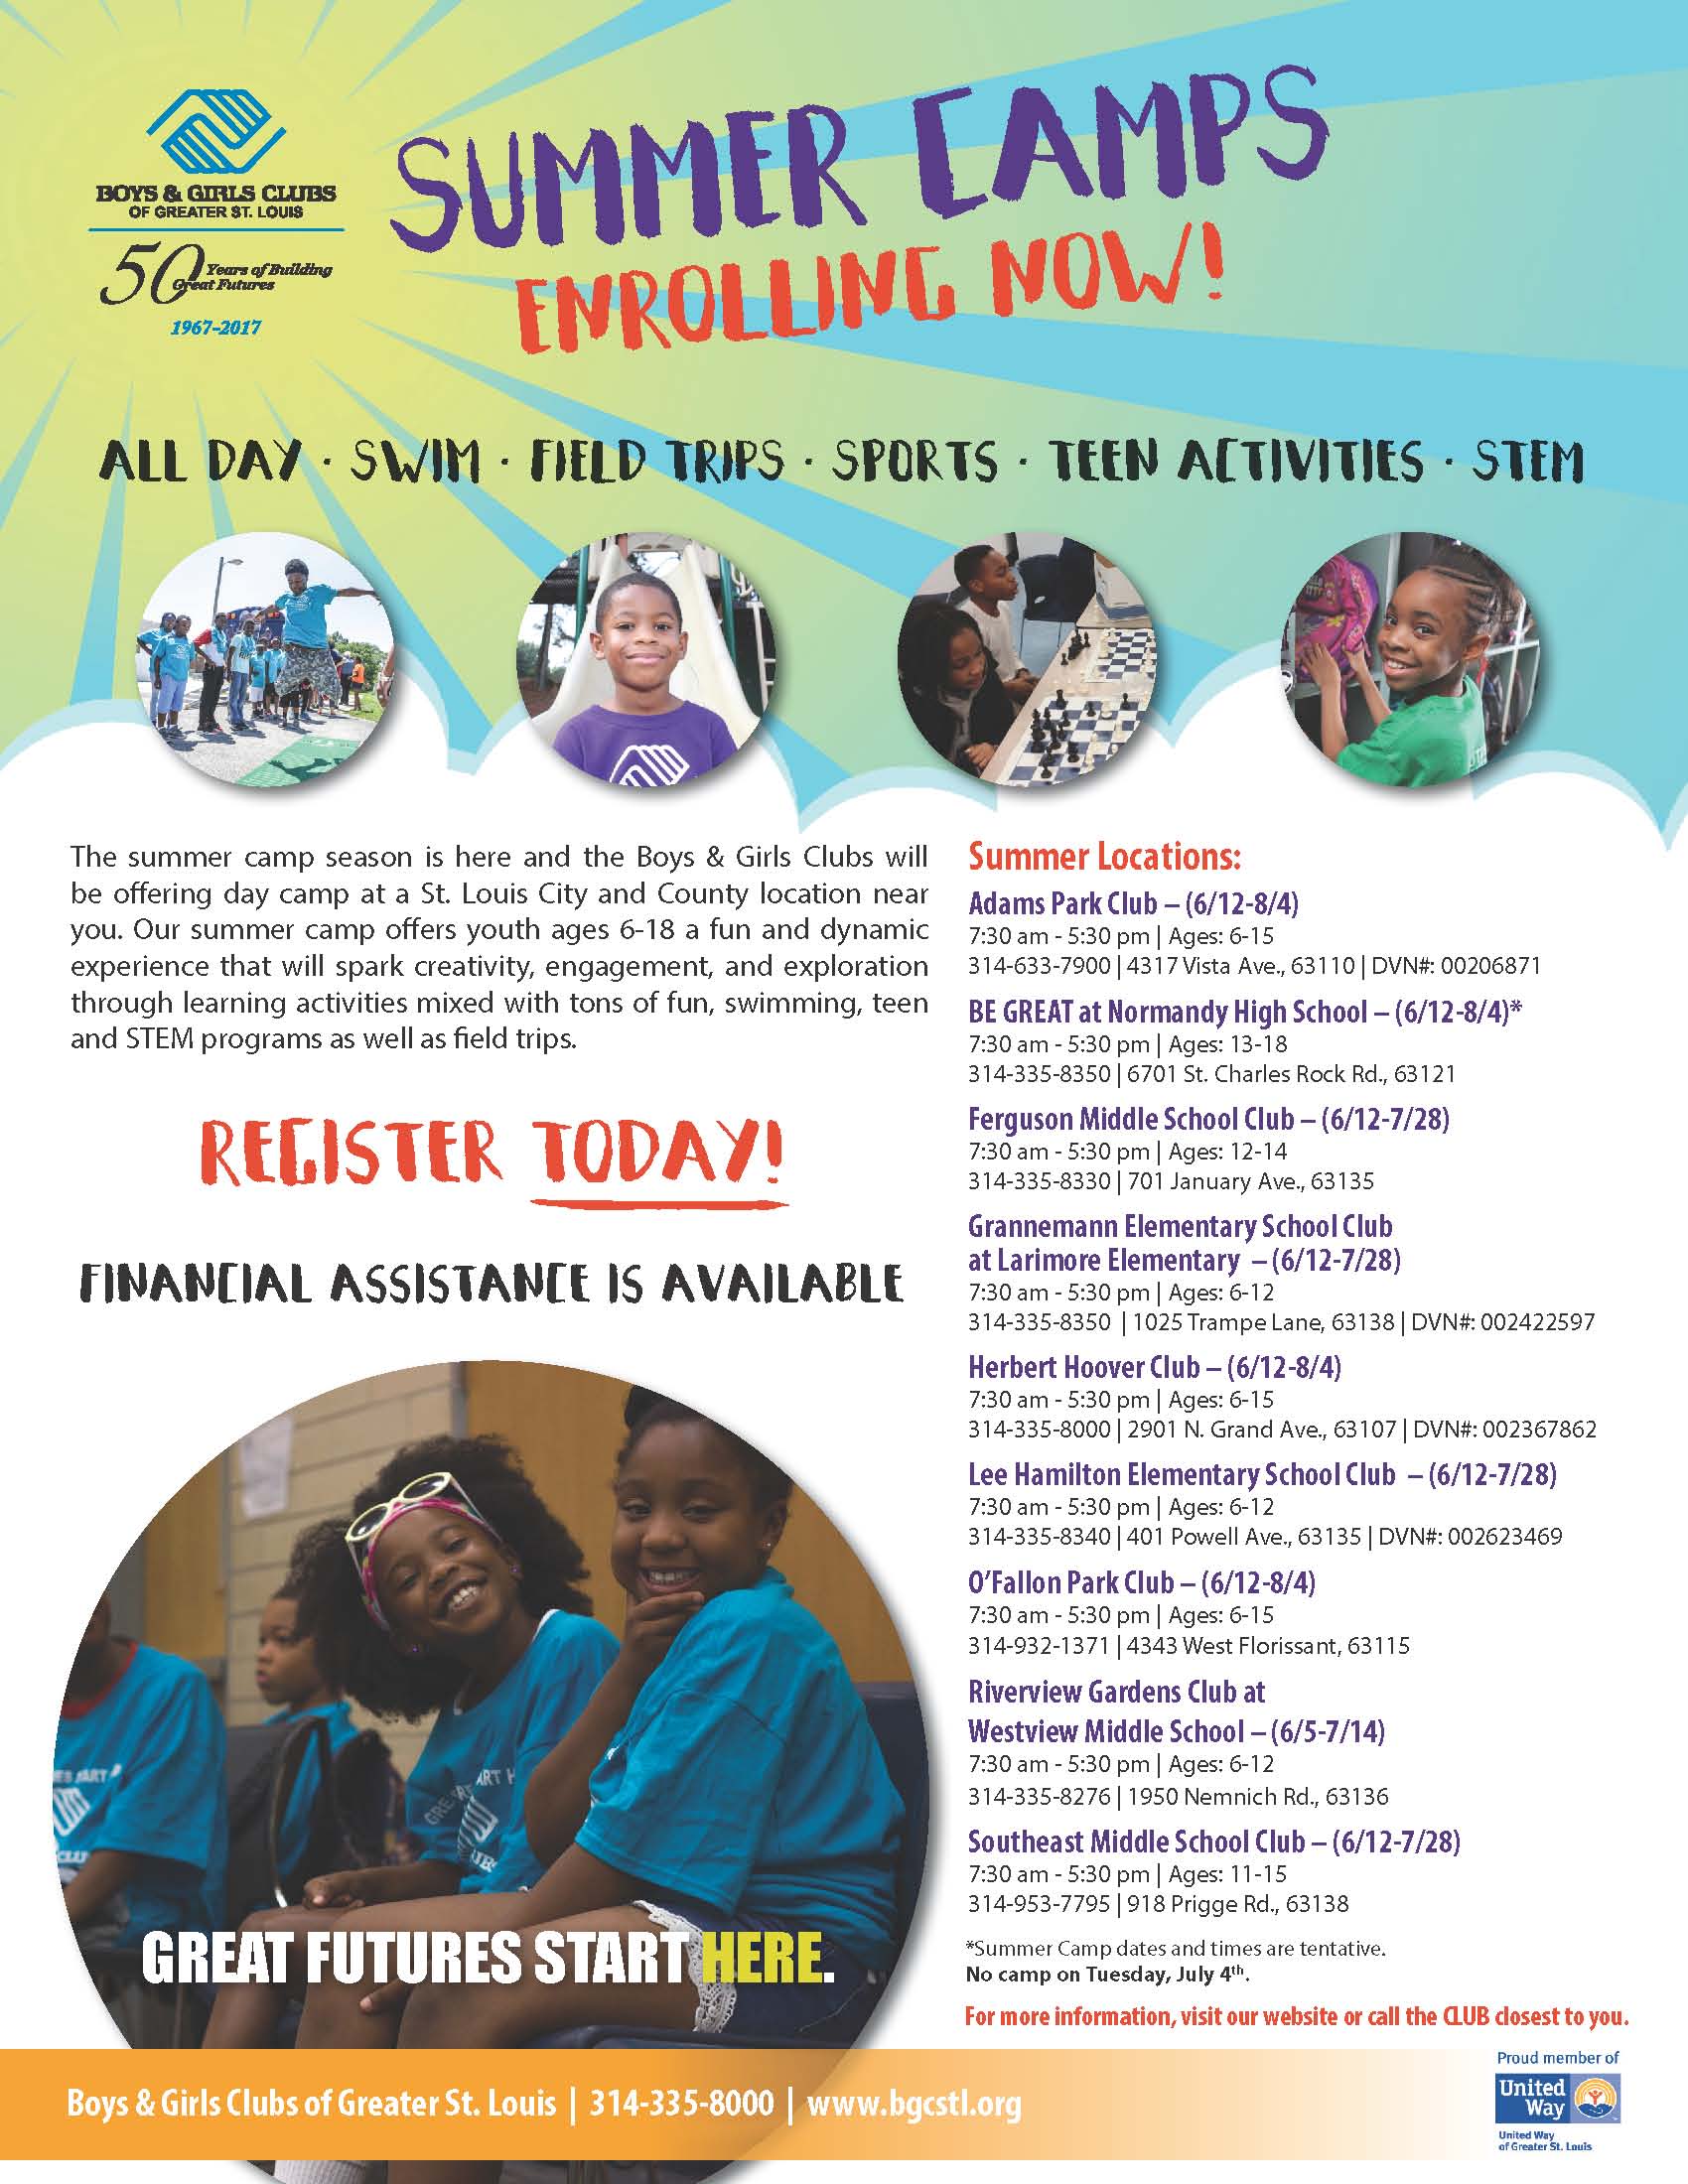 BOYS & GIRLS CLUBS
OF GREATER ST. LOUIS
50 Years of Building
Great Futures
1967-2017
SUMMER CAMPS
ENROLLING NOW!
ALL DAY · SWIM · FIELD TRIPS · SPORTS · TEEN ACTIVITIES · STEM
The summer camp season is here and the Boys & Girls Clubs will
be offering day camp at a St. Louis City and County location near
you. Our summer camp offers youth ages 6-18 a fun and dynamic
experience that will spark creativity, engagement, and exploration
through learning activities mixed with tons of fun, swimming, teen
and STEM programs as well as field trips.
REGISTER TODAY!
FINANCIAL ASSISTANCE IS AVAILABLE
GREAT FUTURES START HERE.
Summer Locations:
Adams Park Club – (6/12-8/4)
7:30 am - 5:30 pm | Ages: 6-15
314-633-7900 | 4317 Vista Ave., 63110 | DVN#: 00206871
BE GREAT at Normandy High School – (6/12-8/4)*
7:30 am - 5:30 pm | Ages: 13-18
314-335-8350 | 6701 St. Charles Rock Rd., 63121
Ferguson Middle School Club – (6/12-7/28)
7:30 am - 5:30 pm | Ages: 12-14
314-335-8330 | 701 January Ave., 63135
Grannemann Elementary School Club
at Larimore Elementary – (6/12-7/28)
7:30 am - 5:30 pm | Ages: 6-12
314-335-8350 | 1025 Trampe Lane, 63138 | DVN#: 002422597
Herbert Hoover Club – (6/12-8/4)
7:30 am - 5:30 pm | Ages: 6-15
314-335-8000 | 2901 N. Grand Ave., 63107 | DVN#: 002367862
Lee Hamilton Elementary School Club – (6/12-7/28)
7:30 am - 5:30 pm | Ages: 6-12
314-335-8340 | 401 Powell Ave., 63135 | DVN#: 002623469
O'Fallon Park Club – (6/12-8/4)
7:30 am - 5:30 pm | Ages: 6-15
314-932-1371 | 4343 West Florissant, 63115
Riverview Gardens Club at
Westview Middle School – (6/5-7/14)
7:30 am - 5:30 pm | Ages: 6-12
314-335-8276 | 1950 Nemnich Rd., 63136
Southeast Middle School Club – (6/12-7/28)
7:30 am - 5:30 pm | Ages: 11-15
314-953-7795 | 918 Prigge Rd., 63138
*Summer Camp dates and times are tentative.
No camp on Tuesday, July 4th.
For more information, visit our website or call the CLUB closest to you.
Boys & Girls Clubs of Greater St. Louis | 314-335-8000 | www.bgcstl.org
Proud member of
United
Way
United Way
of Greater St. Louis